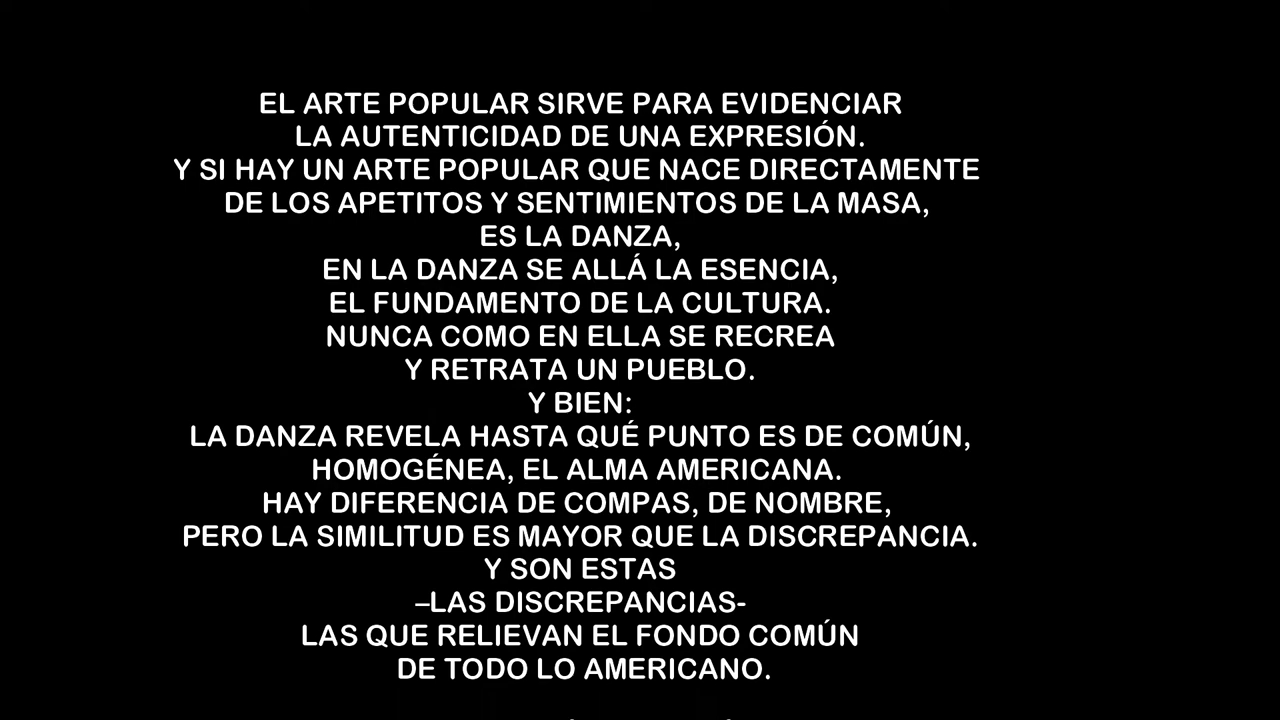 EL ARTE POPULAR SIRVE PARA EVIDENCIAR
LA AUTENTICIDAD DE UNA EXPRESIÓN.
Y SI HAY UN ARTE POPULAR QUE NACE DIRECTAMENTE
DE LOS APETITOS Y SENTIMIENTOS DE LA MASA,
ES LA DANZA,
EN LA DANZA SE ALLÁ LA ESENCIA,
EL FUNDAMENTO DE LA CULTURA.
NUNCA COMO EN ELLA SE RECREA
Y RETRATA UN PUEBLO.
Y BIEN:
LA DANZA REVELA HASTA QUÉ PUNTO ES DE COMÚN,
HOMOGÉNEA, EL ALMA AMERICANA.
HAY DIFERENCIA DE COMPAS, DE NOMBRE,
PERO LA SIMILITUD ES MAYOR QUE LA DISCREPANCIA.
Y SON ESTAS
–LAS DISCREPANCIAS-
LAS QUE RELIEVAN EL FONDO COMÚN
DE TODO LO AMERICANO.